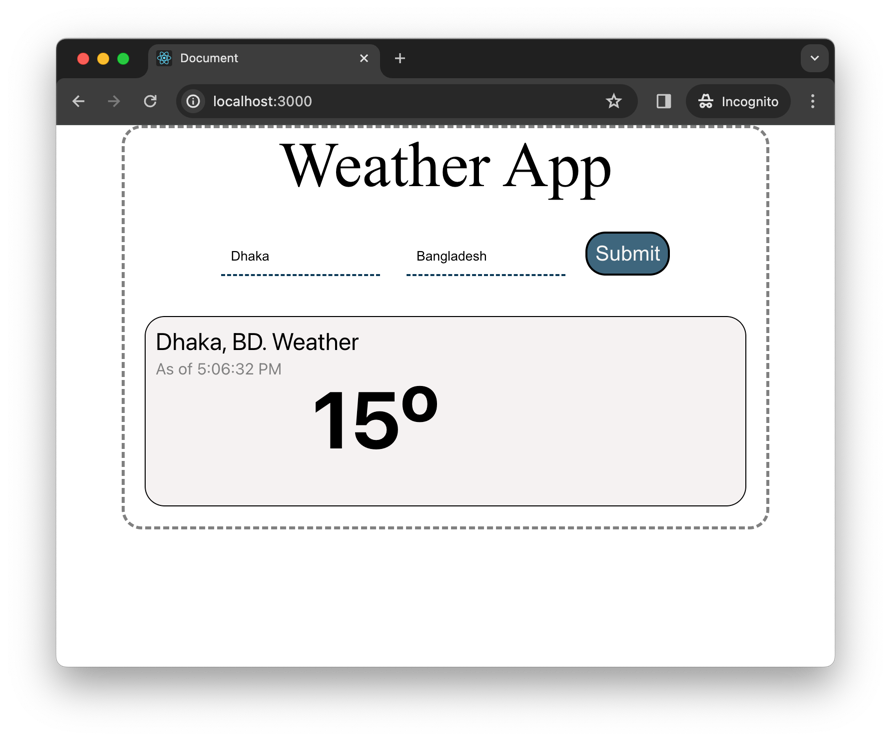 Document
localhost:3000
Incognito
Weather App
Dhaka Bangladesh Submit
Dhaka, BD. Weather
As of 5:06:32 PM
15º